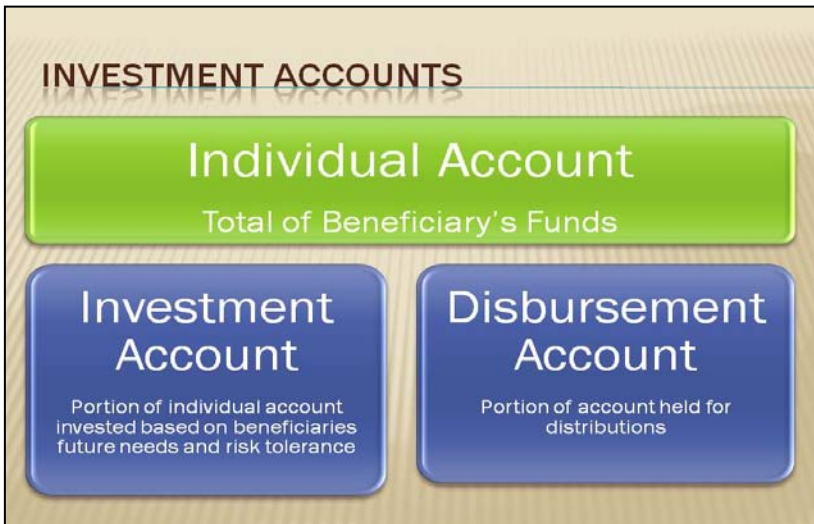 INVESTMENT ACCOUNTS
Individual Account
Total of Beneficiary's Funds
Investment
Account
Portion of individual account
invested based on beneficiaries
future needs and risk tolerance
Disbursement
Account
Portion of account held for
distributions